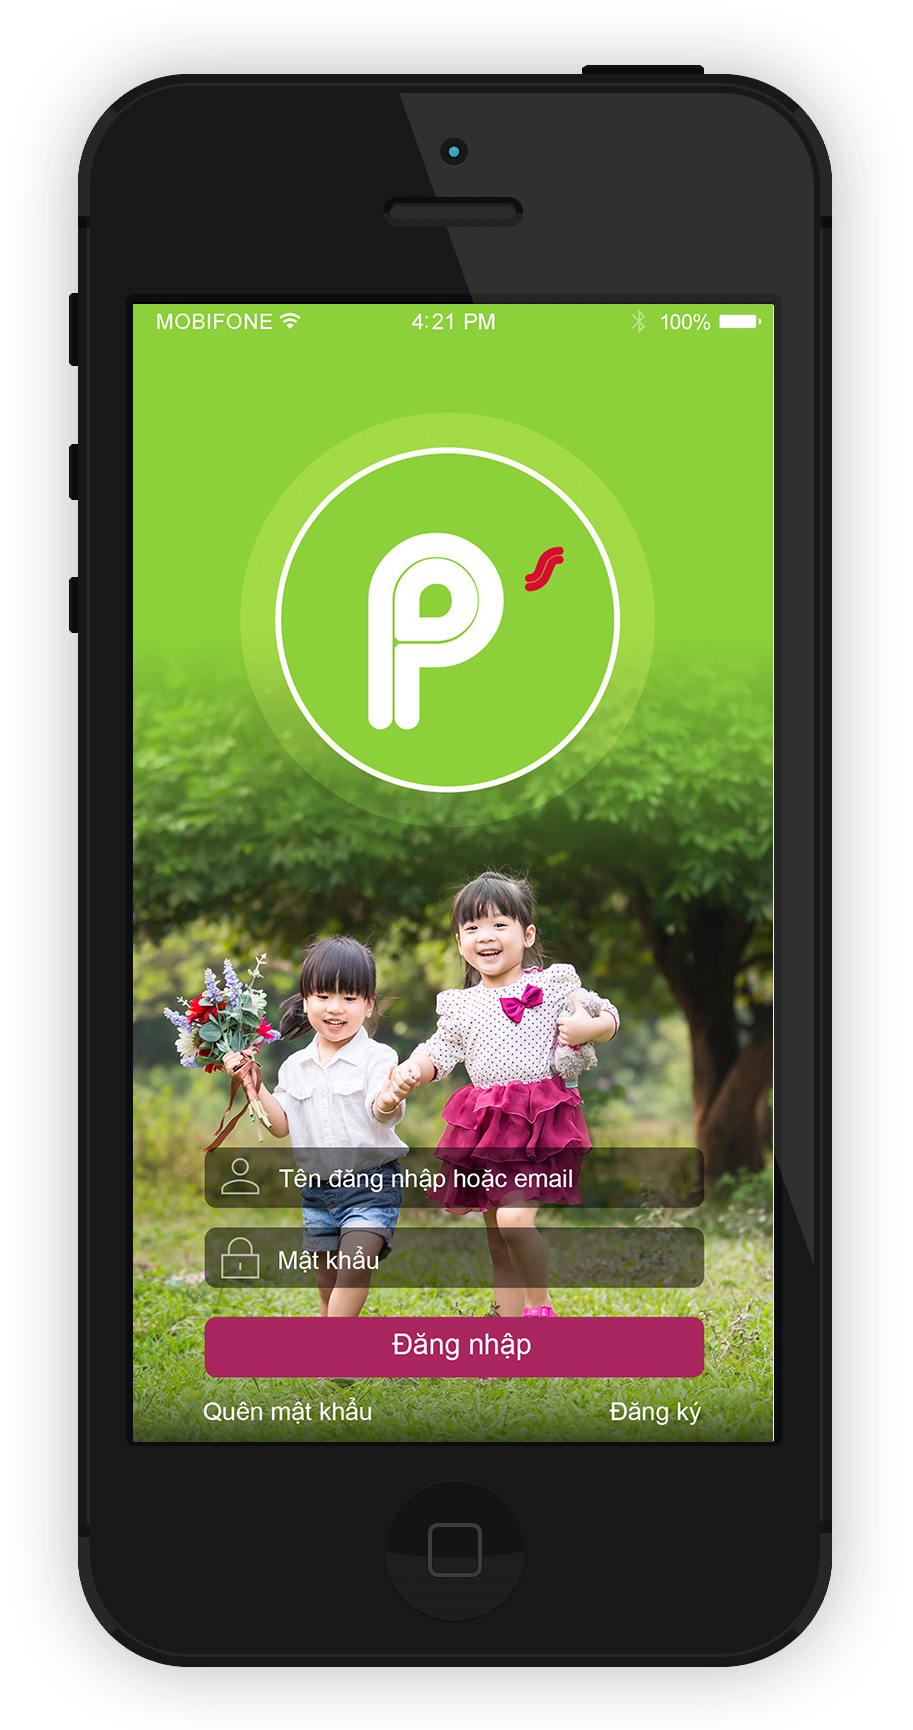 MOBIFONE 4:21 PM 100%
P's
Tên đăng nhập hoặc email
Mật khẩu
Đăng nhập
Quên mật khẩu Đăng ký